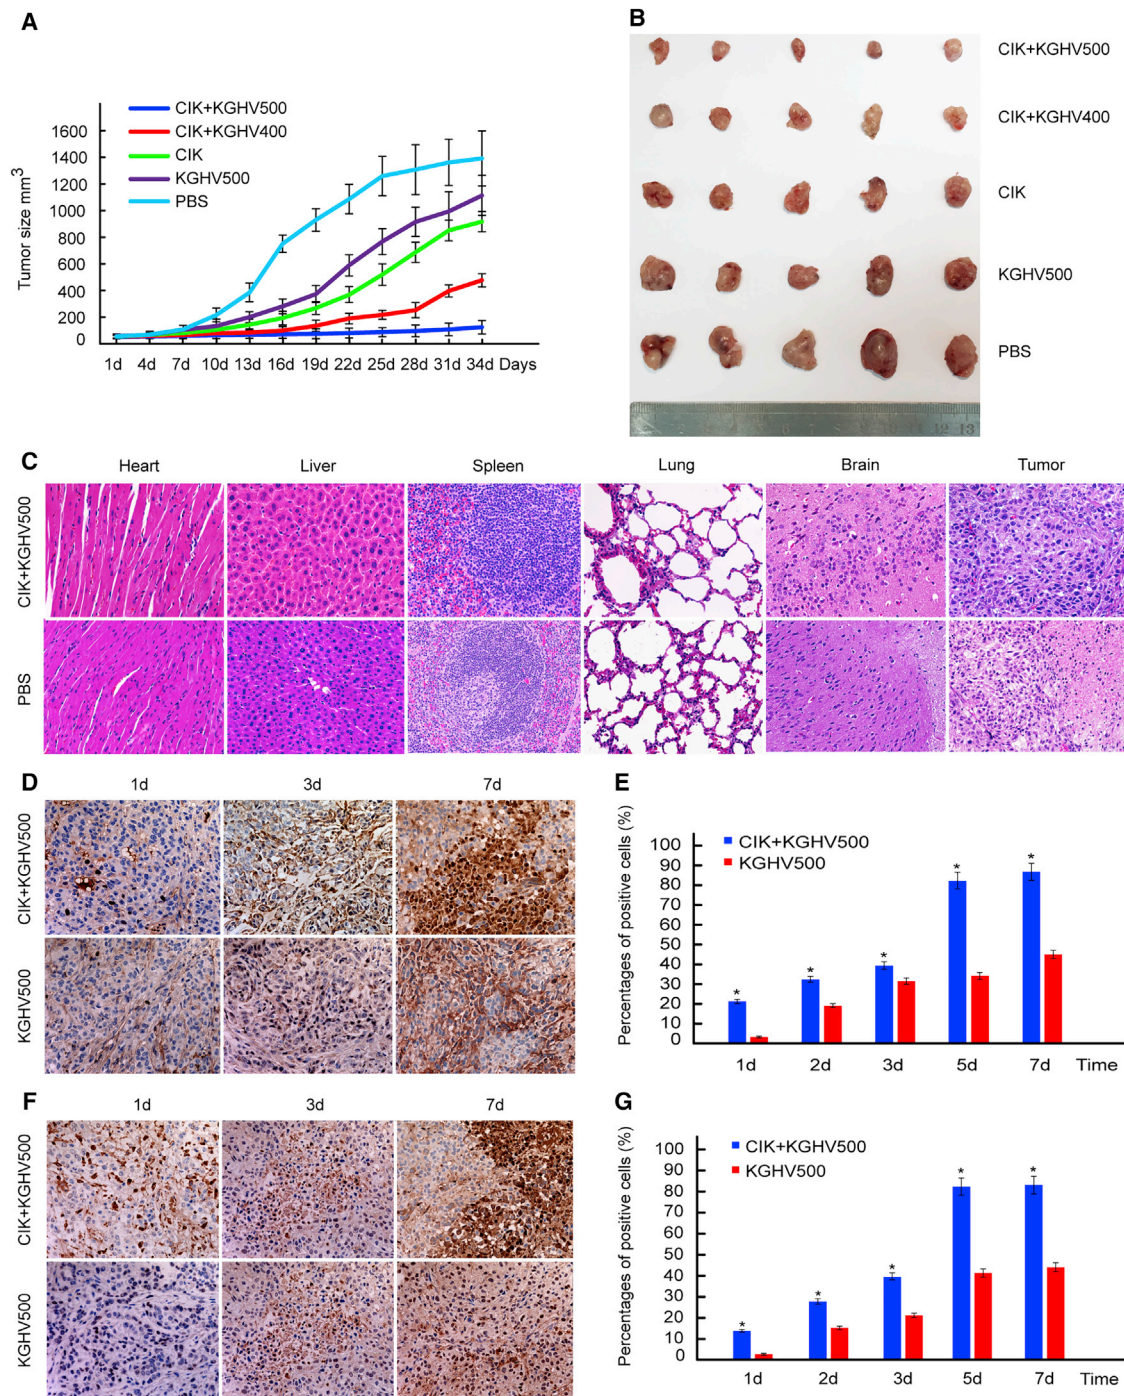 A
CIK+KGHV500
CIK+KGHV400
CIK
KGHV500
PBS
Tumor size mm³
1600
1400
1200
1000
800
600
400
200
0
1d 4d 7d 10d 13d 16d 19d 22d 25d 28d 31d 34d Days
B
CIK+KGHV500
CIK+KGHV400
CIK
KGHV500
PBS
C
Heart Liver Spleen Lung Brain Tumor
CIK+KGHV500
PBS
D
1d 3d 7d
CIK+KGHV500
KGHV500
E
CIK+KGHV500
KGHV500
Percentages of positive cells (%)
100
90
80
70
60
50
40
30
20
10
0
* * * * *
1d 2d 3d 5d 7d Time
F
1d 3d 7d
CIK+KGHV500
KGHV500
G
CIK+KGHV500
KGHV500
Percentages of positive cells (%)
100
90
80
70
60
50
40
30
20
10
0
* * * * *
1d 2d 3d 5d 7d Time